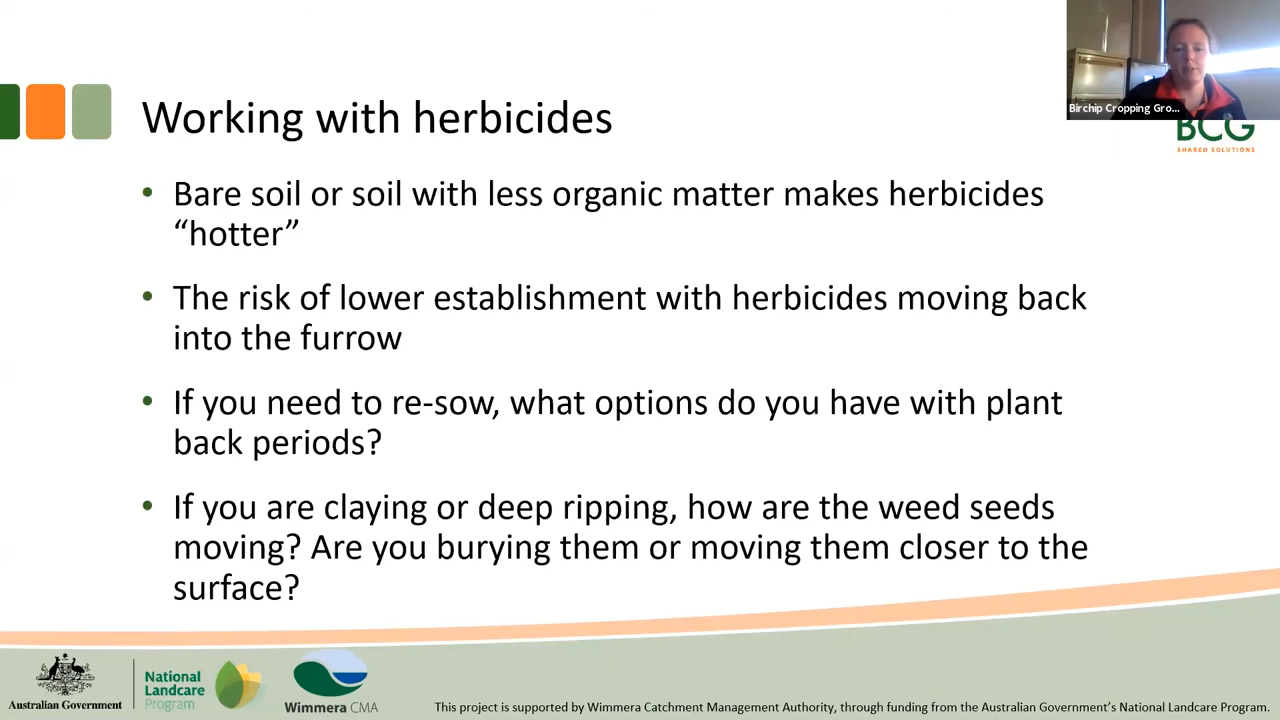 Working with herbicides
Birchip Cropping Gro...
BCG
SHARED SOLUTIONS
• Bare soil or soil with less organic matter makes herbicides
“hotter”
• The risk of lower establishment with herbicides moving back
into the furrow
• If you need to re-sow, what options do you have with plant
back periods?
• If you are claying or deep ripping, how are the weed seeds
moving? Are you burying them or moving them closer to the
surface?
Australian Government
National
Landcare
Program
Wimmera CMA
This project is supported by Wimmera Catchment Management Authority, through funding from the Australian Government’s National Landcare Program.